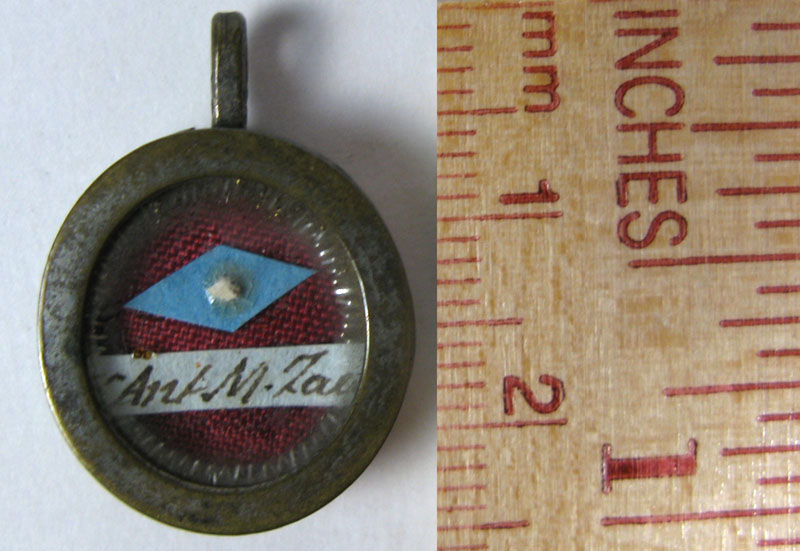 Ant. M. Zac
mm
1
2
INCHES
1